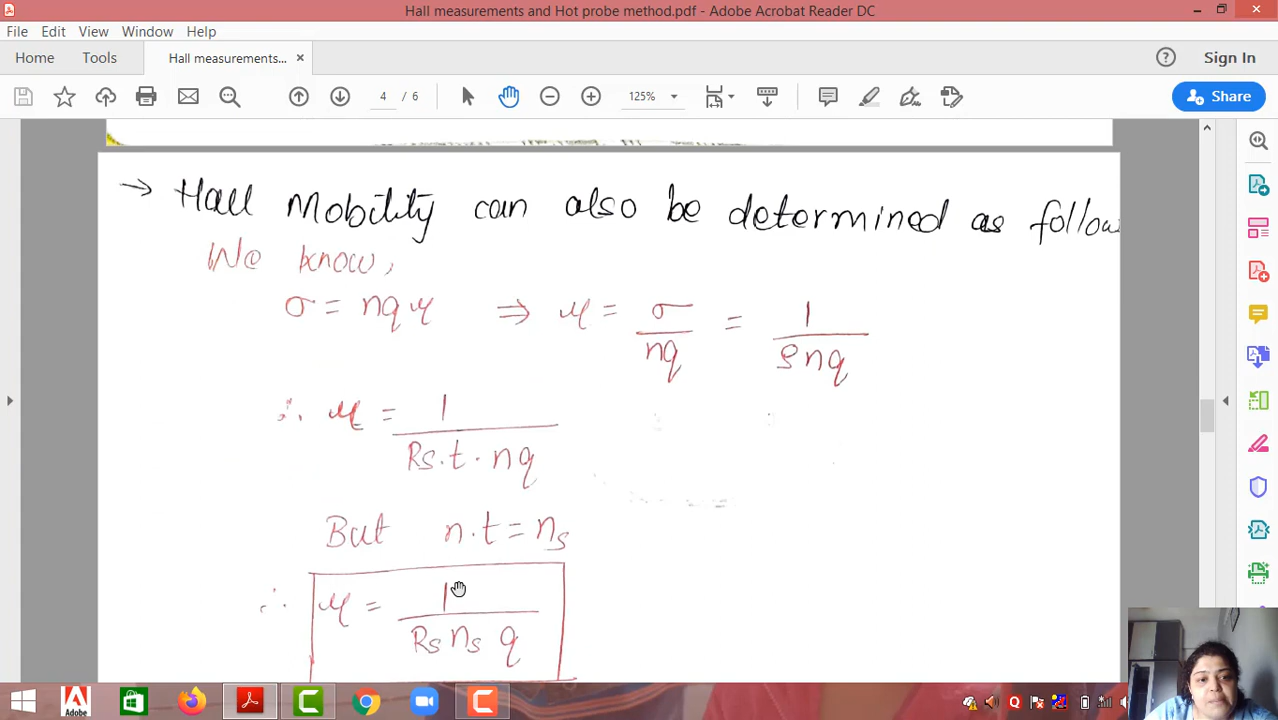 Hall measurements and Hot probe method.pdf - Adobe Acrobat Reader DC
File Edit View Window Help
Home Tools Hall measurements... ×
Sign In
4 / 6 125% Share
→ Hall Mobility can also be determined as follow
We know,
σ = nqμ ⇒ μ = σ/nq = 1/ρnq
∴ μ = 1/Rs.t.nq
But n.t = ns
∴ μ = 1/Rs ns q
Adobe